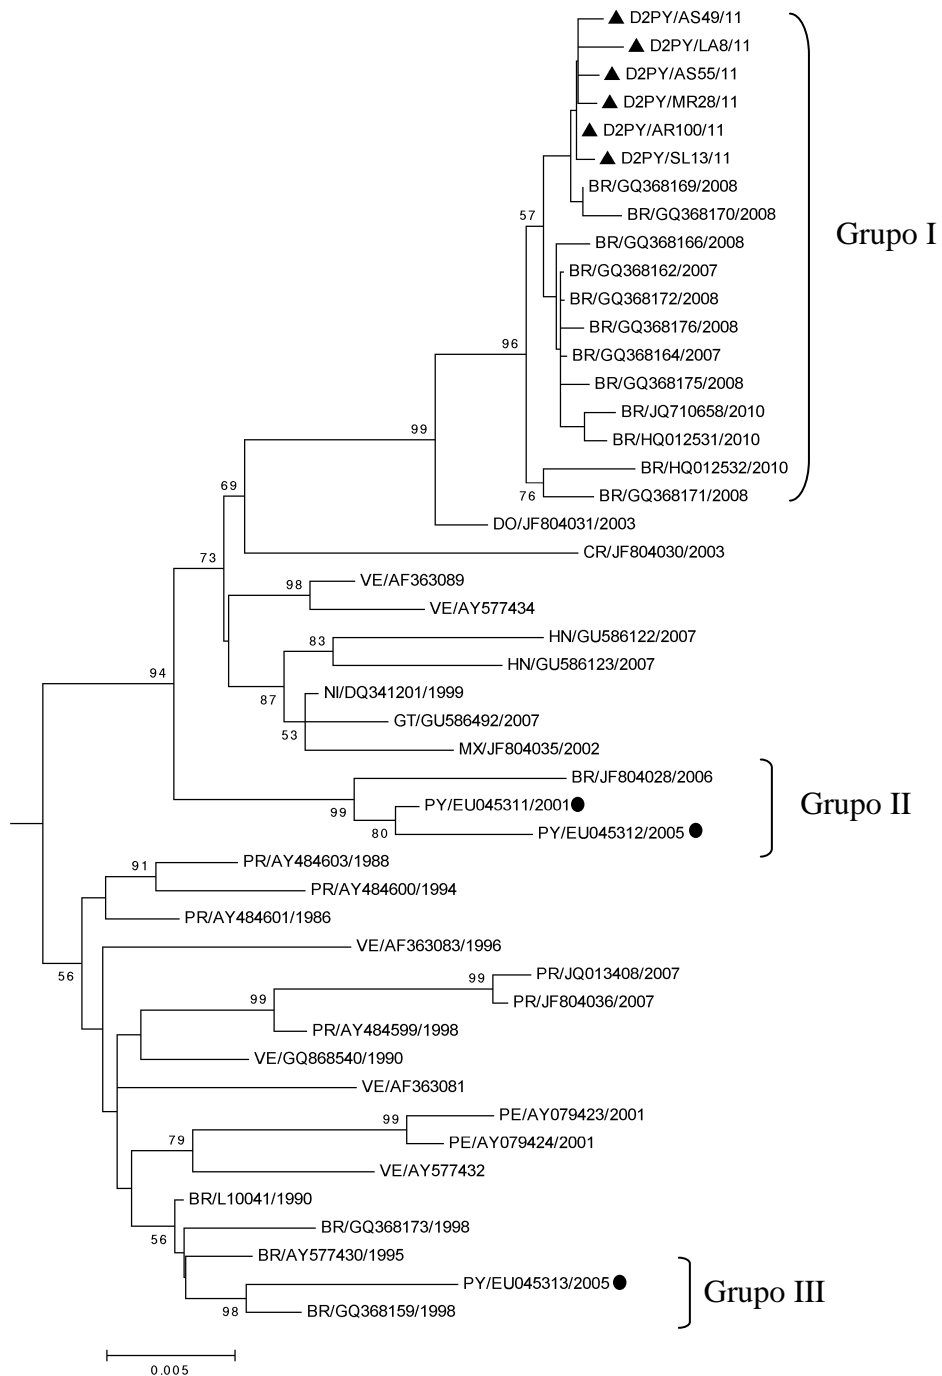 D2PY/AS49/11
D2PY/LA8/11
D2PY/AS55/11
D2PY/MR28/11
D2PY/AR100/11
D2PY/SL13/11
BR/GQ368169/2008
57
BR/GQ368170/2008
Grupo I
BR/GQ368166/2008
BR/GQ368162/2007
BR/GQ368172/2008
BR/GQ368176/2008
96
BR/GQ368164/2007
BR/GQ368175/2008
BR/JQ710658/2010
99
BR/HQ012531/2010
BR/HQ012532/2010
69
76
BR/GQ368171/2008
DO/JF804031/2003
CR/JF804030/2003
73
VE/AF363089
98
VE/AY577434
HN/GU586122/2007
83
HN/GU586123/2007
94
NI/DQ341201/1999
87
GT/GU586492/2007
53
MX/JF804035/2002
BR/JF804028/2006
PY/EU045311/2001
Grupo II
99
PY/EU045312/2005
80
PR/AY484603/1988
91
PR/AY484600/1994
PR/AY484601/1986
VE/AF363083/1996
56
PR/JQ013408/2007
99
PR/JF804036/2007
99
PR/AY484599/1998
VE/GQ868540/1990
VE/AF363081
PE/AY079423/2001
99
PE/AY079424/2001
79
VE/AY577432
BR/L10041/1990
BR/GQ368173/1998
56
BR/AY577430/1995
PY/EU045313/2005
Grupo III
98
BR/GQ368159/1998
0.005